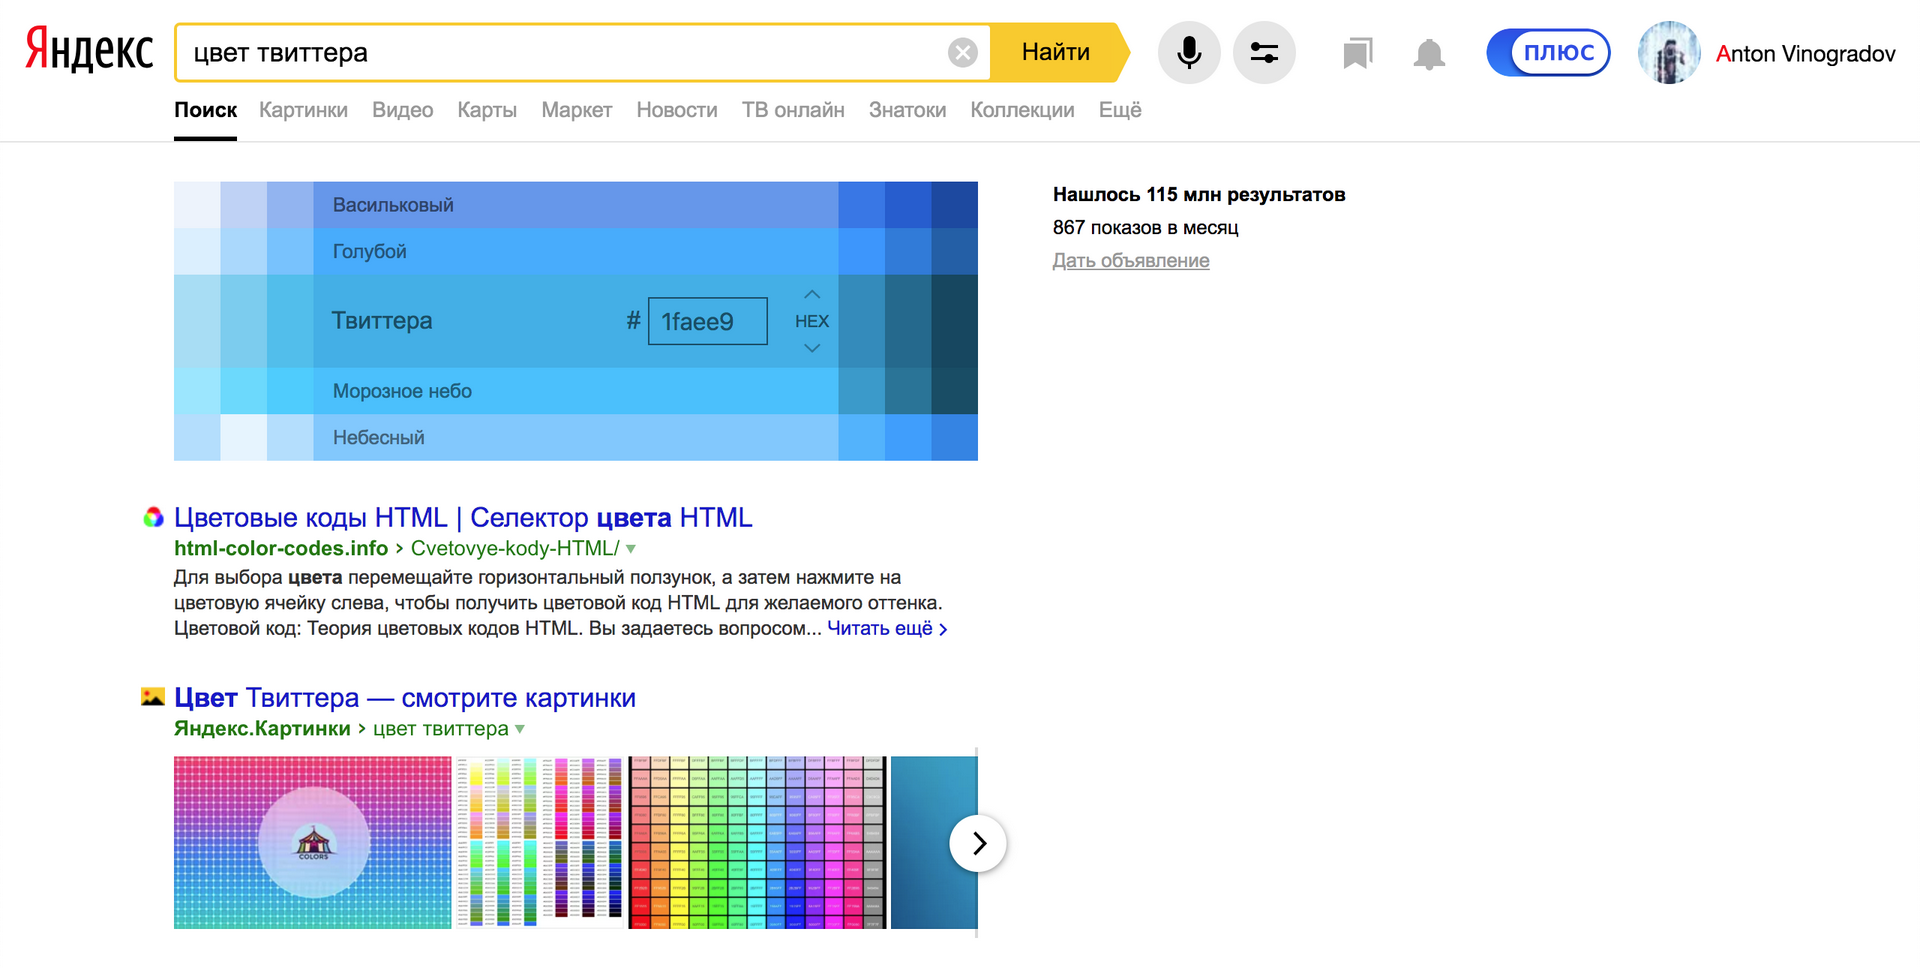 Яндекс
цвет твиттера
Найти
ПЛЮС
Anton Vinogradov
Поиск Картинки Видео Карты Маркет Новости ТВ онлайн Знатоки Коллекции Ещё
Васильковый
Голубой
Твиттера # 1faee9 HEX
Морозное небо
Небесный
Нашлось 115 млн результатов
867 показов в месяц
Дать объявление
Цветовые коды HTML | Селектор цвета HTML
html-color-codes.info › Cvetovye-kody-HTML/
Для выбора цвета перемещайте горизонтальный ползунок, а затем нажмите на
цветовую ячейку слева, чтобы получить цветовой код HTML для желаемого оттенка.
Цветовой код: Теория цветовых кодов HTML. Вы задаетесь вопросом... Читать ещё ›
Цвет Твиттера — смотрите картинки
Яндекс.Картинки › цвет твиттера
COLORS